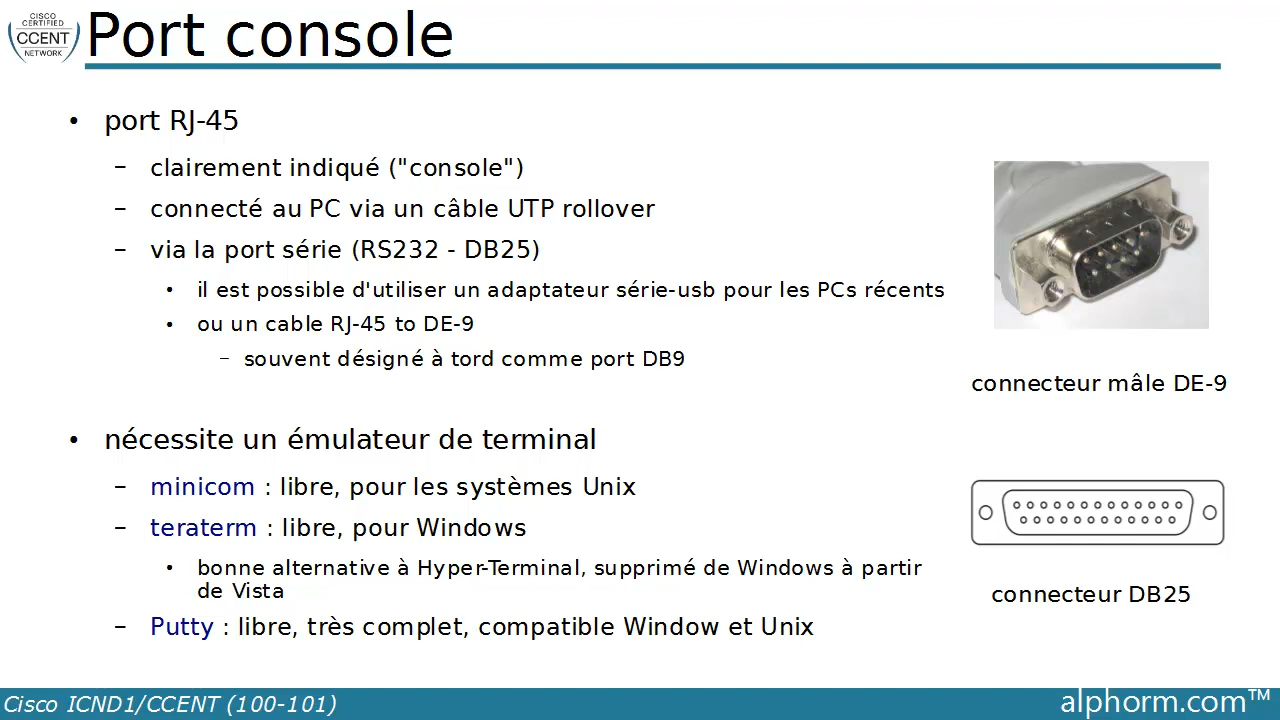 CISCO
CERTIFIED
CCENT
NETWORK
Port console
• port RJ-45
– clairement indiqué ("console")
– connecté au PC via un câble UTP rollover
– via la port série (RS232 - DB25)
• il est possible d'utiliser un adaptateur série-usb pour les PCs récents
• ou un cable RJ-45 to DE-9
– souvent désigné à tord comme port DB9
connecteur mâle DE-9
• nécessite un émulateur de terminal
– minicom : libre, pour les systèmes Unix
– teraterm : libre, pour Windows
• bonne alternative à Hyper-Terminal, supprimé de Windows à partir
de Vista
– Putty : libre, très complet, compatible Window et Unix
connecteur DB25
Cisco ICND1/CCENT (100-101)
alphorm.com™